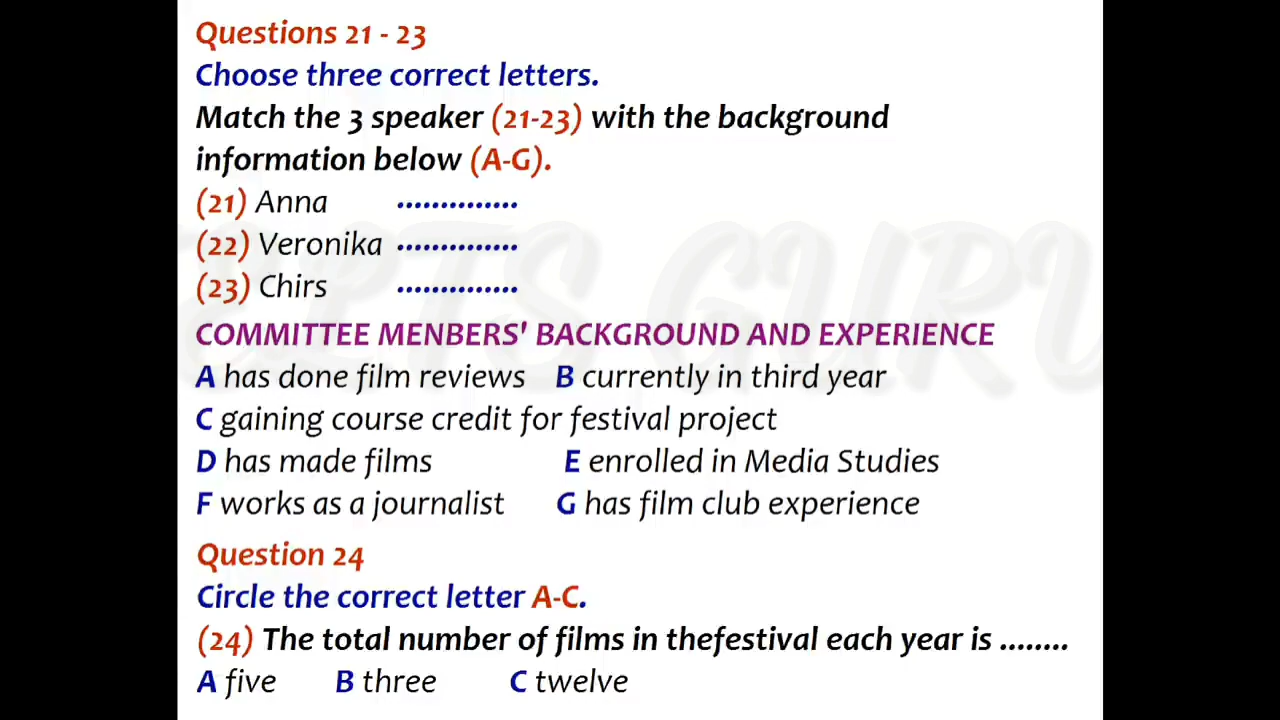 Questions 21 - 23
Choose three correct letters.
Match the 3 speaker (21-23) with the background
information below (A-G).
(21) Anna ..............
(22) Veronika ..............
(23) Chirs ..............
COMMITTEE MENBERS' BACKGROUND AND EXPERIENCE
A has done film reviews B currently in third year
C gaining course credit for festival project
D has made films E enrolled in Media Studies
F works as a journalist G has film club experience
Question 24
Circle the correct letter A-C.
(24) The total number of films in thefestival each year is ........
A five B three C twelve